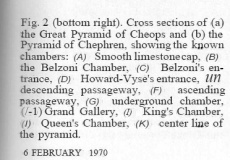 Fig. 2 (bottom right). Cross sections of (a)
the Great Pyramid of Cheops and (b) the
Pyramid of Chephren, showing the known
chambers: (A) Smooth limestone cap, (B)
the Belzoni Chamber, (C) Belzoni's en-
trance, (D) Howard-Vyse's entrance, Un
descending passageway, (F) ascending
passageway, (G) underground chamber,
(/-1) Grand Gallery, (I) King's Chamber,
(I) Queen's Chamber, (K) center line of
the pyramid.
6 FEBRUARY 1970